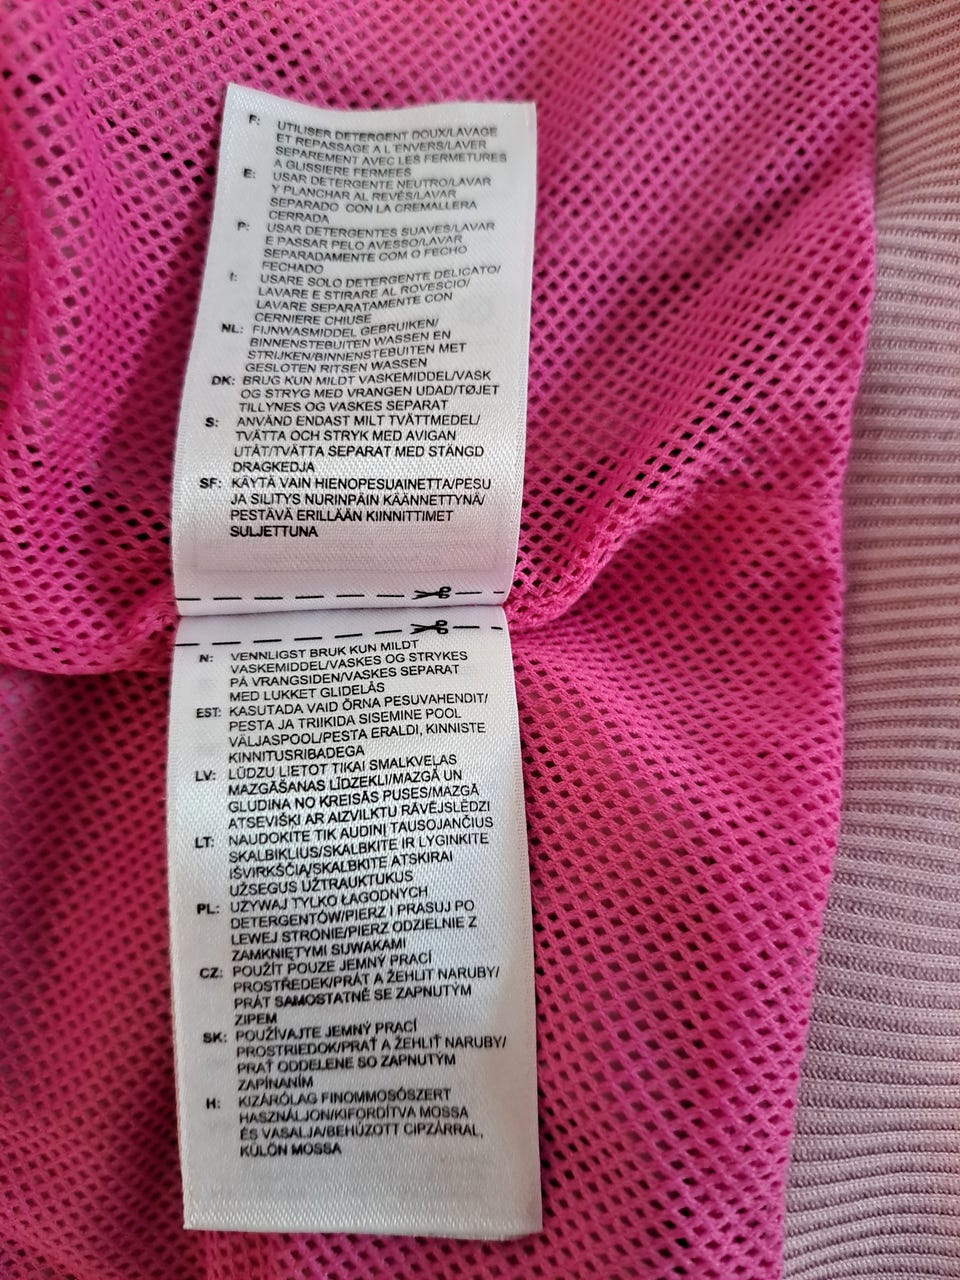 F: UTILISER DETERGENT DOUX/LAVAGE
ET REPASSAGE A L'ENVERS/LAVER
SEPAREMENT AVEC LES FERMETURES
A GLISSIERE FERMEES
E: USAR DETERGENTE NEUTRO/LAVAR
Y PLANCHAR AL REVÉS/LAVAR
SEPARADO CON LA CREMALLERA
CERRADA
P: USAR DETERGENTES SUAVES/LAVAR
E PASSAR PELO AVESSO/LAVAR
SEPARADAMENTE COM O FECHO
FECHADO
I: USARE SOLO DETERGENTE DELICATO/
LAVARE E STIRARE AL ROVESCIO/
LAVARE SEPARATAMENTE CON
CERNIERE CHIUSE
NL: FIJNWASMIDDEL GEBRUIKEN/
BINNENSTEBUITEN WASSEN EN
STRIJKEN/BINNENSTEBUITEN MET
GESLOTEN RITSEN WASSEN
DK: BRUG KUN MILDT VASKEMIDDEL/VASK
OG STRYG MED VRANGEN UDAD/TØJET
TILLYNES OG VASKES SEPARAT
S: ANVÄND ENDAST MILT TVÄTTMEDEL/
TVÄTTA OCH STRYK MED AVIGAN
UTÅT/TVÄTTA SEPARAT MED STÄNGD
DRAGKEDJA
SF: KÄYTÄ VAIN HIENOPESUAINETTA/PESU
JA SILITYS NURINPÄIN KÄÄNNETTYNÄ/
PESTÄVÄ ERILLÄÄN KIINNITTIMET
SULJETTUNA
N: VENNLIGST BRUK KUN MILDT
VASKEMIDDEL/VASKES OG STRYKES
PÅ VRANGSIDEN/VASKES SEPARAT
MED LUKKET GLIDELÅS
EST: KASUTADA VAID ÕRNA PESUVAHENDIT/
PESTA JA TRIIKIDA SISEMINE POOL
VÄLJASPOOL/PESTA ERALDI, KINNISTE
KINNITUSRIBADEGA
LV: LŪDZU LIETOT TIKAI SMALKVEĻAS
MAZGĀŠANAS LĪDZEKLI/MAZGĀ UN
GLUDINA NO KREISĀS PUSES/MAZGĀ
ATSEVIŠĶI AR AIZVILKTU RĀVĒJSLĒDZI
LT: NAUDOKITE TIK AUDINĮ TAUSOJANČIUS
SKALBIKLIUS/SKALBKITE IR LYGINKITE
IŠVIRKŠČIĄ/SKALBKITE ATSKIRAI
UŽSEGUS UŽTRAUKTUKUS
PL: UŻYWAJ TYLKO ŁAGODNYCH
DETERGENTÓW/PIERZ I PRASUJ PO
LEWEJ STRONIE/PIERZ ODZIELNIE Z
ZAMKNIĘTYMI SUWAKAMI
CZ: POUŽÍT POUZE JEMNÝ PRACÍ
PROSTŘEDEK/PRÁT A ŽEHLIT NARUBY/
PRÁT SAMOSTATNĚ SE ZAPNUTÝM
ZIPEM
SK: POUŽÍVAJTE JEMNÝ PRACÍ
PROSTRIEDOK/PRAŤ A ŽEHLIŤ NARUBY/
PRAŤ ODDELENE SO ZAPNUTÝM
ZAPÍNANÍM
H: KIZÁRÓLAG FINOMMOSÓSZERT
HASZNÁLJON/KIFORDÍTVA MOSSA
ÉS VASALJA/BEHÚZOTT CIPZÁRRAL,
KÜLÖN MOSSA